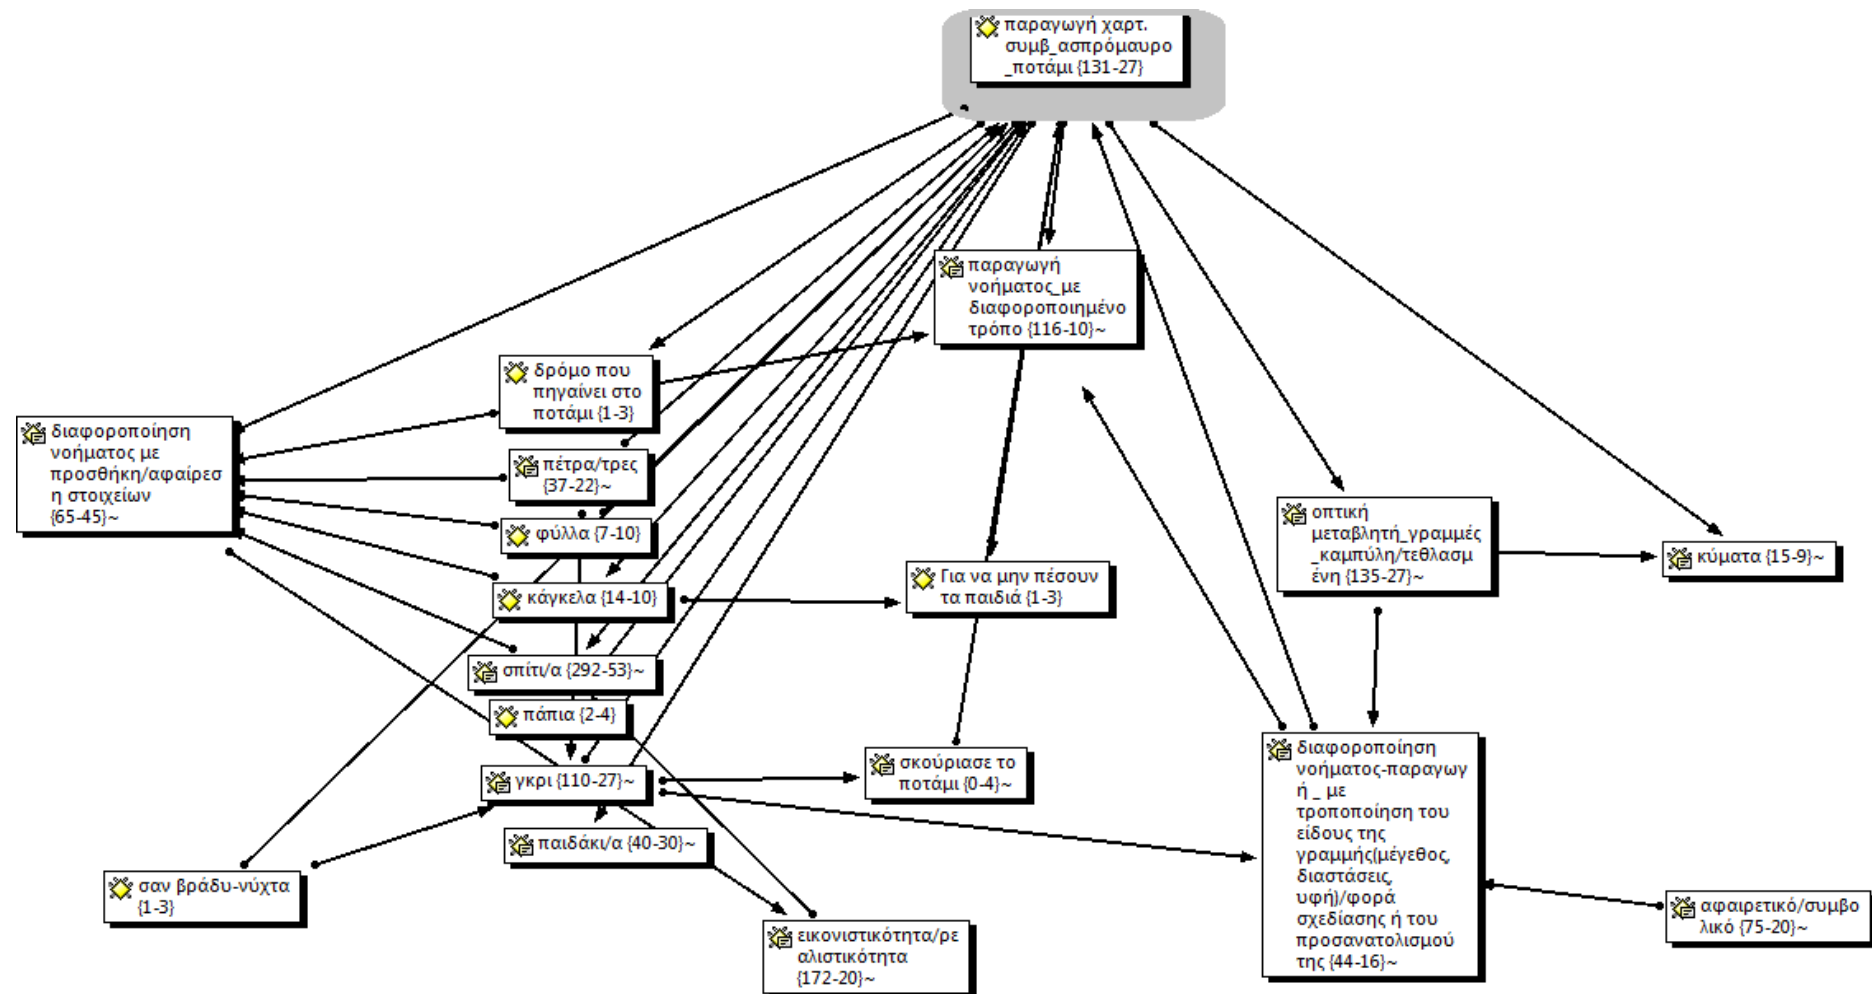 παραγωγή χαρτ.
συμβ_ασπρόμαυρο
_ποτάμι {131-27}
παραγωγή
νοήματος_με
διαφοροποιημένο
τρόπο {116-10}~
δρόμο που
πηγαίνει στο
ποτάμι {1-3}
διαφοροποίηση
νοήματος με
προσθήκη/αφαίρεσ
η στοιχείων
{65-45}~
πέτρα/τρες
{37-22}~
φύλλα {7-10}
κάγκελα {14-10}
Για να μην πέσουν
τα παιδιά {1-3}
οπτική
μεταβλητή_γραμμές
_καμπύλη/τεθλασμ
ένη {135-27}~
κύματα {15-9}~
σπίτι/α {292-53}~
πάπια {2-4}
γκρι {110-27}~
σκούριασε το
ποτάμι {0-4}~
παιδάκι/α {40-30}~
σαν βράδυ-νύχτα
{1-3}
εικονιστικότητα/ρε
αλιστικότητα
{172-20}~
διαφοροποίηση
νοήματος-παραγωγ
ή _ με
τροποποίηση του
είδους της
γραμμής(μέγεθος,
διαστάσεις,
υφή)/φορά
σχεδίασης ή του
προσανατολισμού
της {44-16}~
αφαιρετικό/συμβο
λικό {75-20}~